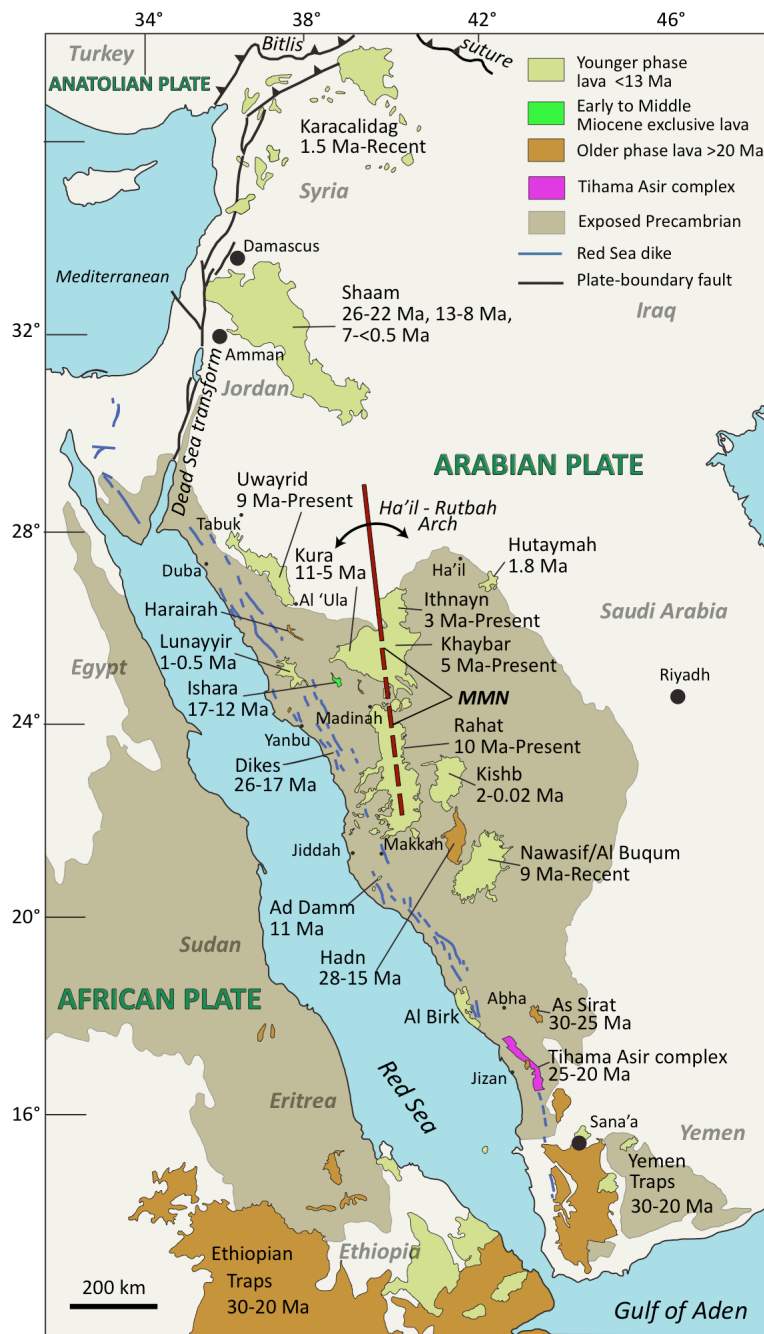 34°
38
42
46°
Turkey
Bitlis
suture
ANATOLIAN PLATE
Younger phase
lava <13 Ma
Early to Middle
Miocene exclusive lava
Older phase lava >20 Ma
Tihama Asir complex
Exposed Precambrian
Red Sea dike
Plate-boundary fault
Karacalidag
1.5 Ma-Recent
Syria
Damascus
Mediterranean
Iraq
Shaam
26-22 Ma, 13-8 Ma,
7-<0.5 Ma
32°
Amman
Jordan
Dead Sea transform
ARABIAN PLATE
Uwayrid
9 Ma-Present
Ha'il - Rutbah
Arch
Tabuk
28°
Kura
11-5 Ma
Hutaymah
1.8 Ma
Duba
Ha'il
Al ‘Ula
Ithnayn
3 Ma-Present
Saudi Arabia
Harairah
Khaybar
5 Ma-Present
Lunayyir
1-0.5 Ma
Egypt
Riyadh
Ishara
17-12 Ma
MMN
24°
Madinah
Rahat
10 Ma-Present
Yanbu
Dikes
26-17 Ma
Kishb
2-0.02 Ma
Jiddah
Makkah
Nawasif/Al Buqum
9 Ma-Recent
20°
Ad Damm
11 Ma
Sudan
Hadn
28-15 Ma
AFRICAN PLATE
Abha
As Sirat
30-25 Ma
Al Birk
Tihama Asir complex
25-20 Ma
Jizan
Red Sea
Eritrea
16°
Sana’a
Yemen
Yemen
Traps
30-20 Ma
Ethiopian
Traps
30-20 Ma
Ethiopia
200 km
Gulf of Aden